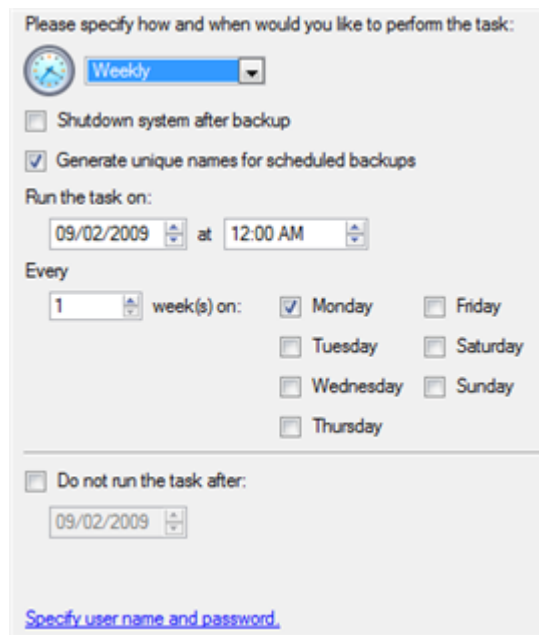 Please specify how and when would you like to perform the task:
Weekly
Shutdown system after backup
Generate unique names for scheduled backups
Run the task on:
09/02/2009 at 12:00 AM
Every
1 week(s) on: Monday Friday
Tuesday Saturday
Wednesday Sunday
Thursday
Do not run the task after:
09/02/2009
Specify user name and password.